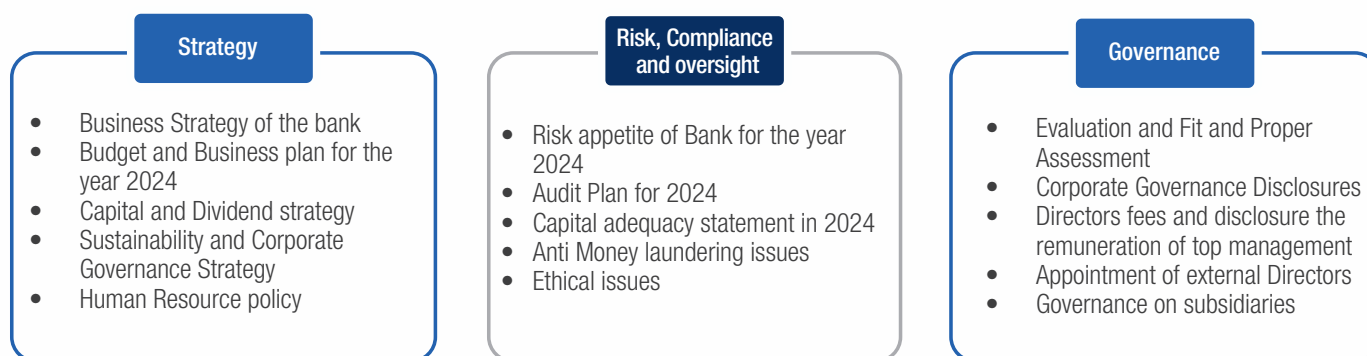 Strategy
• Business Strategy of the bank
• Budget and Business plan for the
year 2024
• Capital and Dividend strategy
• Sustainability and Corporate
Governance Strategy
• Human Resource policy
Risk, Compliance
and oversight
• Risk appetite of Bank for the year
2024
• Audit Plan for 2024
• Capital adequacy statement in 2024
• Anti Money laundering issues
• Ethical issues
Governance
• Evaluation and Fit and Proper
Assessment
• Corporate Governance Disclosures
• Directors fees and disclosure the
remuneration of top management
• Appointment of external Directors
• Governance on subsidiaries